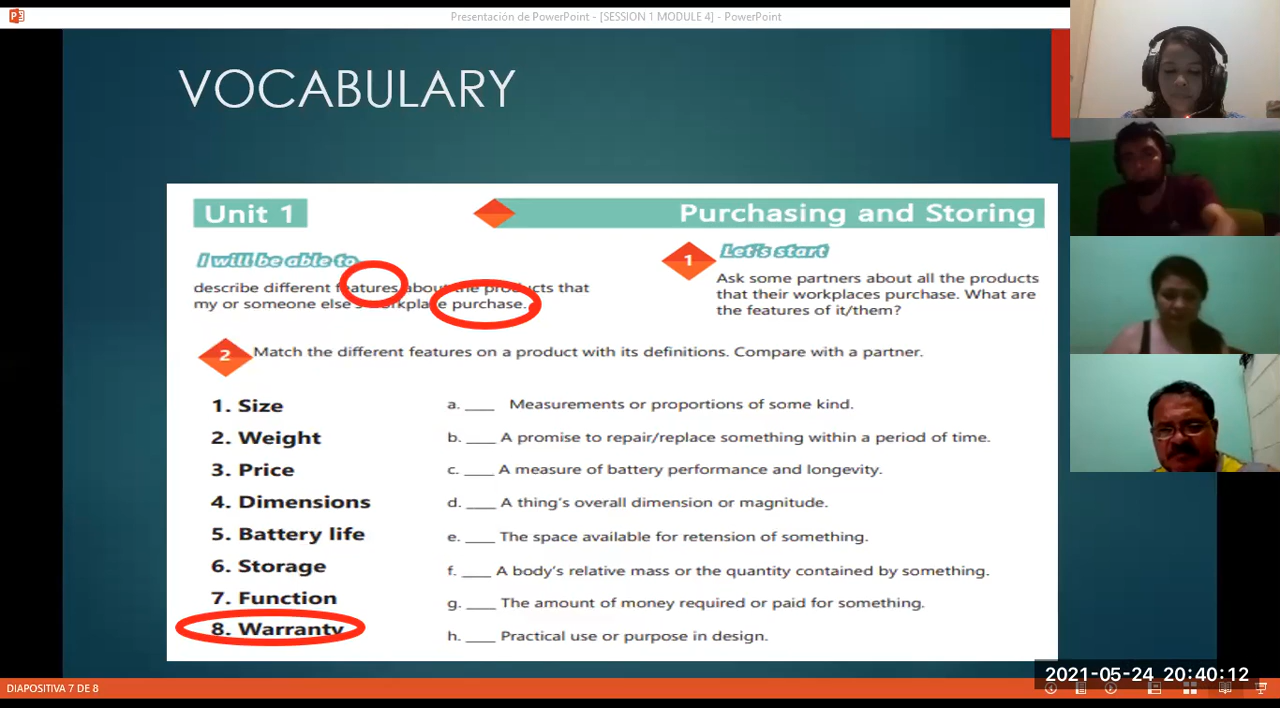 Presentación de PowerPoint - [SESSION 1 MODULE 4] - PowerPoint
VOCABULARY
Unit 1
Purchasing and Storing
I will be able to
describe different features about the products that
my or someone else's workplace purchase.
1
Let's start
Ask some partners about all the products
that their workplaces purchase. What are
the features of it/them?
2 Match the different features on a product with its definitions. Compare with a partner.
1. Size
a. ____ Measurements or proportions of some kind.
2. Weight
b. ____ A promise to repair/replace something within a period of time.
3. Price
c. ____ A measure of battery performance and longevity.
4. Dimensions
d. ____ A thing's overall dimension or magnitude.
5. Battery life
e. ____ The space available for retension of something.
6. Storage
f. ____ A body's relative mass or the quantity contained by something.
7. Function
g. ____ The amount of money required or paid for something.
8. Warranty
h. ____ Practical use or purpose in design.
2021-05-24 20:40:12
DIAPOSITIVA 7 DE 8